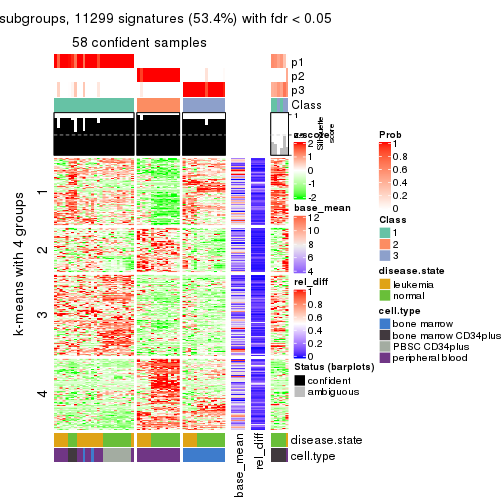 subgroups, 11299 signatures (53.4%) with fdr < 0.05
58 confident samples
p1
p2
p3
Class
1
Silhouette
score
k-means with 4 groups
1
2
3
4
z-score
2
1
0
-1
-2
base_mean
12
10
8
6
4
rel_diff
1
0.8
0.6
0.4
0.2
0
Status (barplots)
confident
ambiguous
Prob
1
0.8
0.6
0.4
0.2
0
Class
1
2
3
disease.state
leukemia
normal
cell.type
bone marrow
bone marrow CD34plus
PBSC CD34plus
peripheral blood
disease.state
cell.type
base_mean
rel_diff